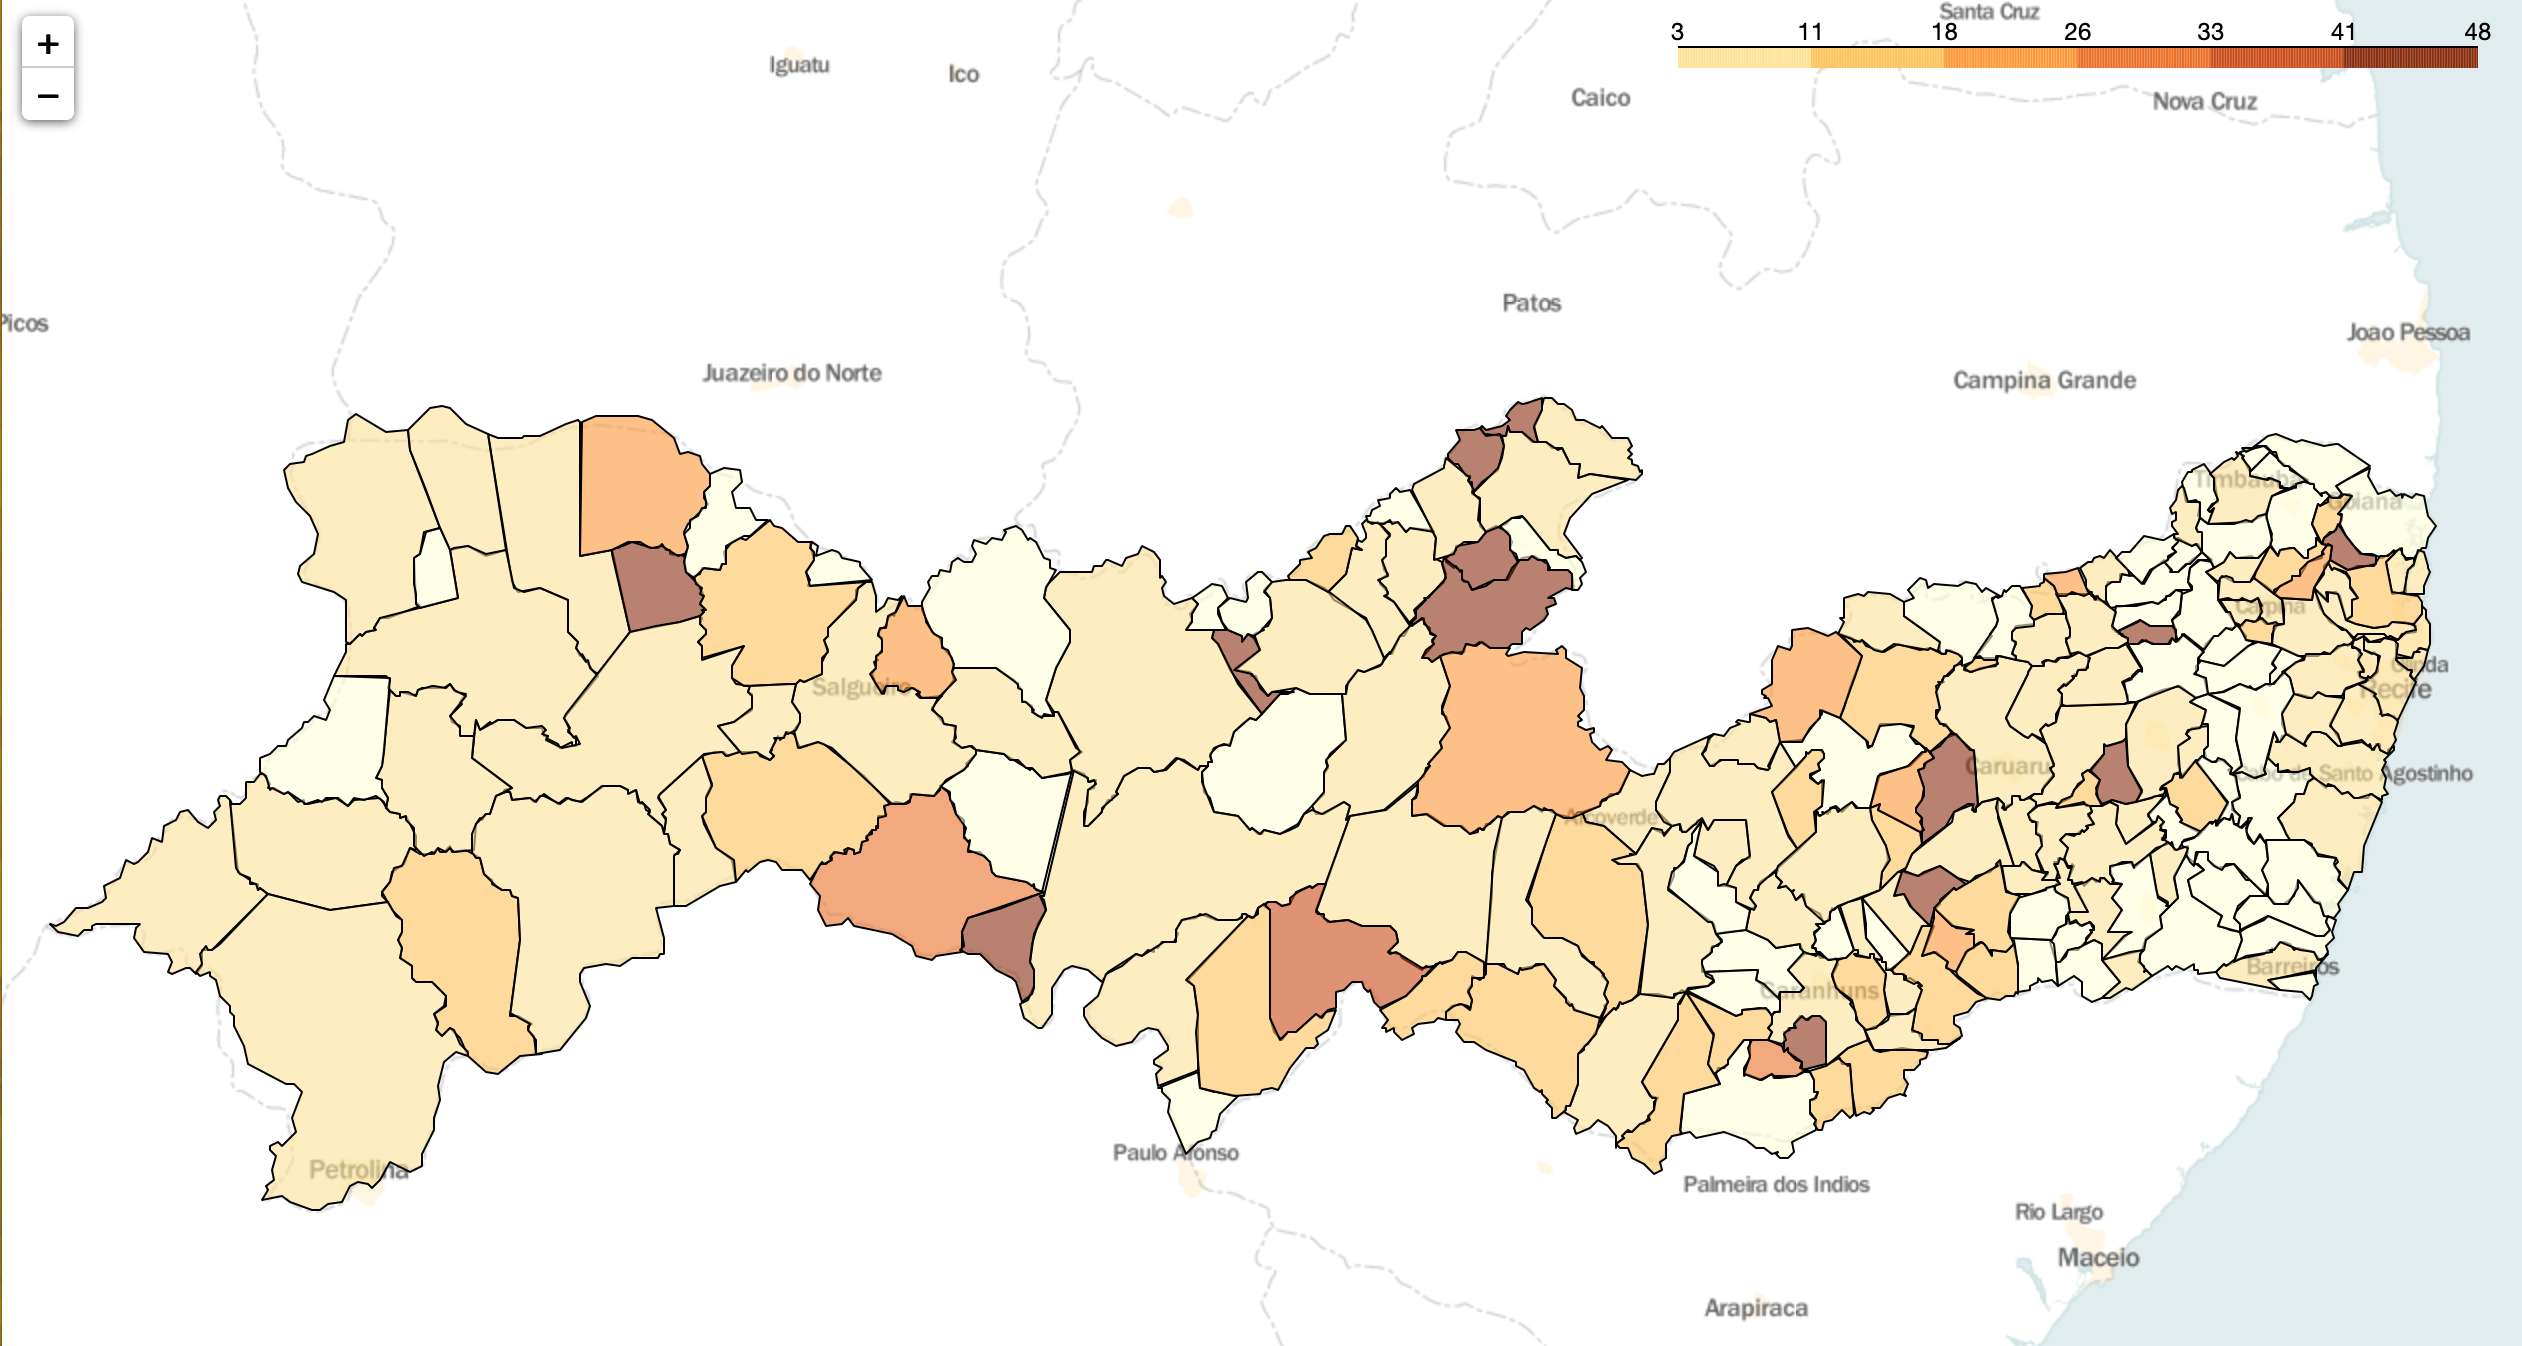 +
−
Santa Cruz
3 11 18 26 33 41 48
Iguatu
Ico
Caico
Nova Cruz
Patos
Picos
Joao Pessoa
Juazeiro do Norte
Campina Grande
Timbauba
Goiana
Carpina
Olinda
Salgueiro
Recife
Caruaru
Cabo de Santo Agostinho
Arcoverde
Barreiros
Garanhuns
Paulo Afonso
Petrolina
Palmeira dos Indios
Rio Largo
Maceio
Arapiraca